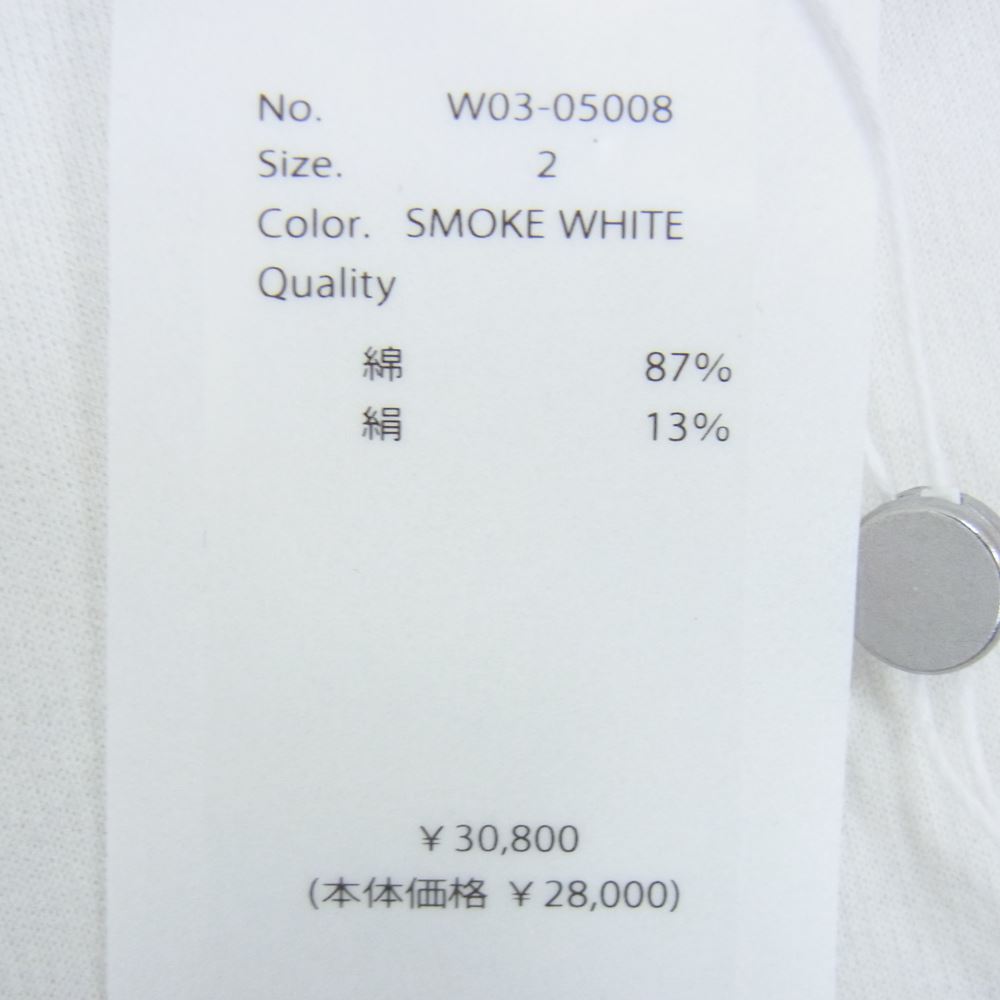 No. W03-05008
Size. 2
Color. SMOKE WHITE
Quality
綿 87%
絹 13%
¥ 30,800
(本体価格 ¥ 28,000)